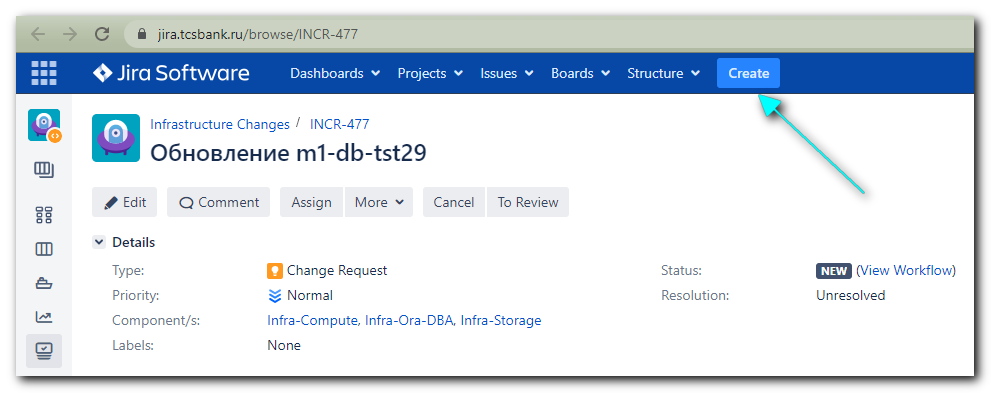 jira.tcsbank.ru/browse/INCR-477
Jira Software Dashboards Projects Issues Boards Structure Create
Infrastructure Changes / INCR-477
Обновление m1-db-tst29
Edit Comment Assign More Cancel To Review
Details
Type: Change Request Status: NEW (View Workflow)
Priority: Normal Resolution: Unresolved
Component/s: Infra-Compute, Infra-Ora-DBA, Infra-Storage
Labels: None